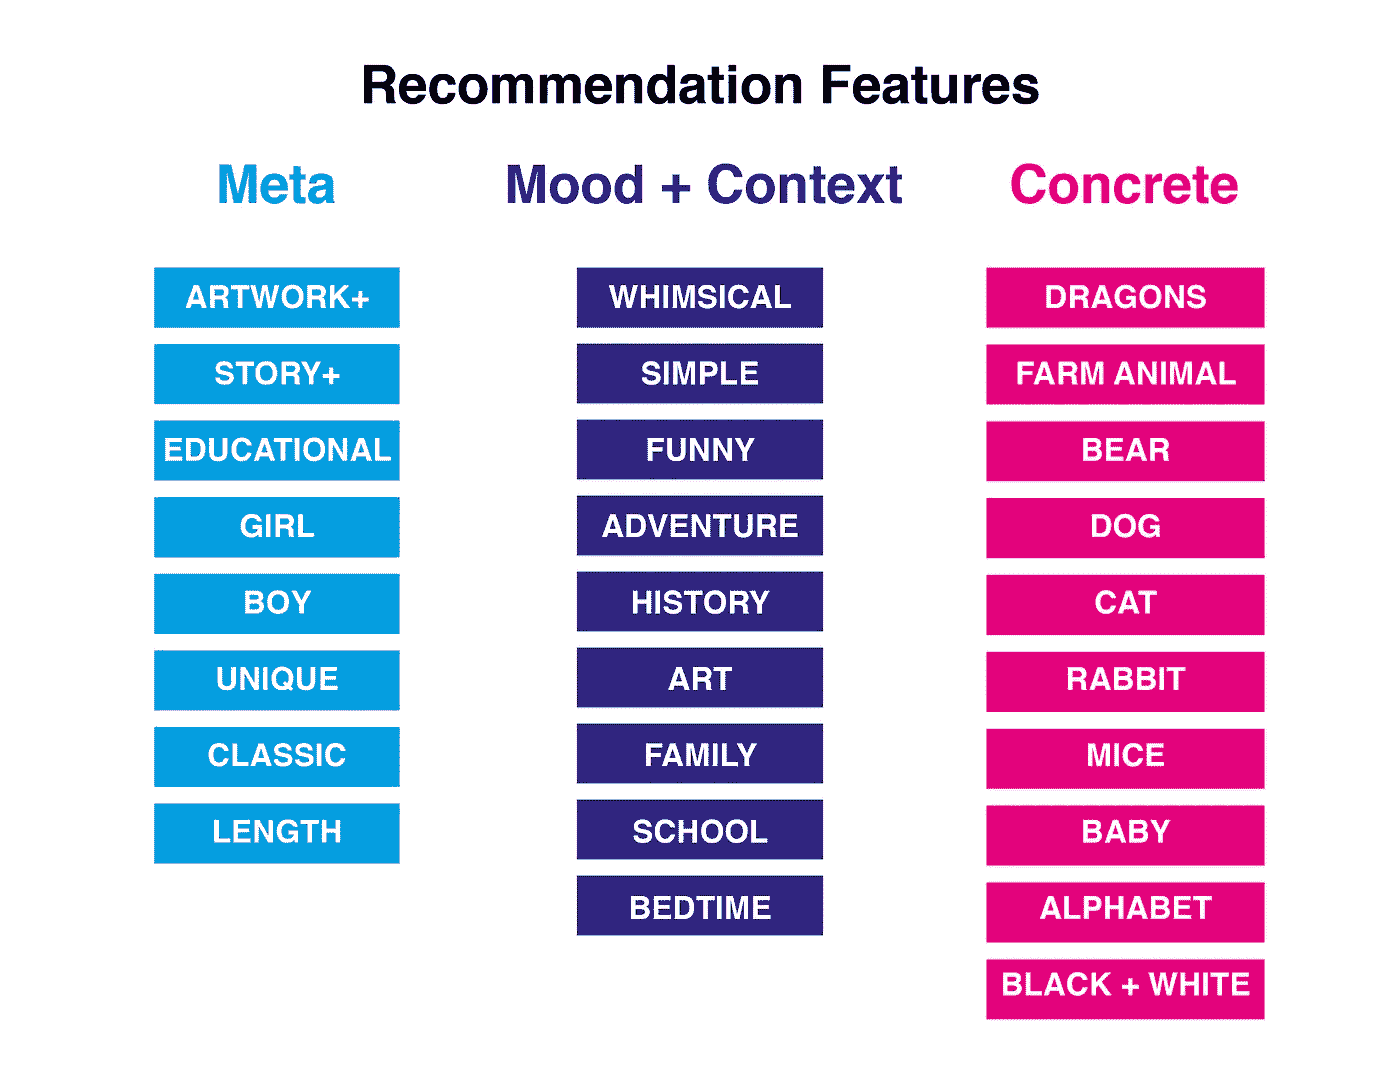 Recommendation Features
Meta
ARTWORK+
STORY+
EDUCATIONAL
GIRL
BOY
UNIQUE
CLASSIC
LENGTH
Mood + Context
WHIMSICAL
SIMPLE
FUNNY
ADVENTURE
HISTORY
ART
FAMILY
SCHOOL
BEDTIME
Concrete
DRAGONS
FARM ANIMAL
BEAR
DOG
CAT
RABBIT
MICE
BABY
ALPHABET
BLACK + WHITE